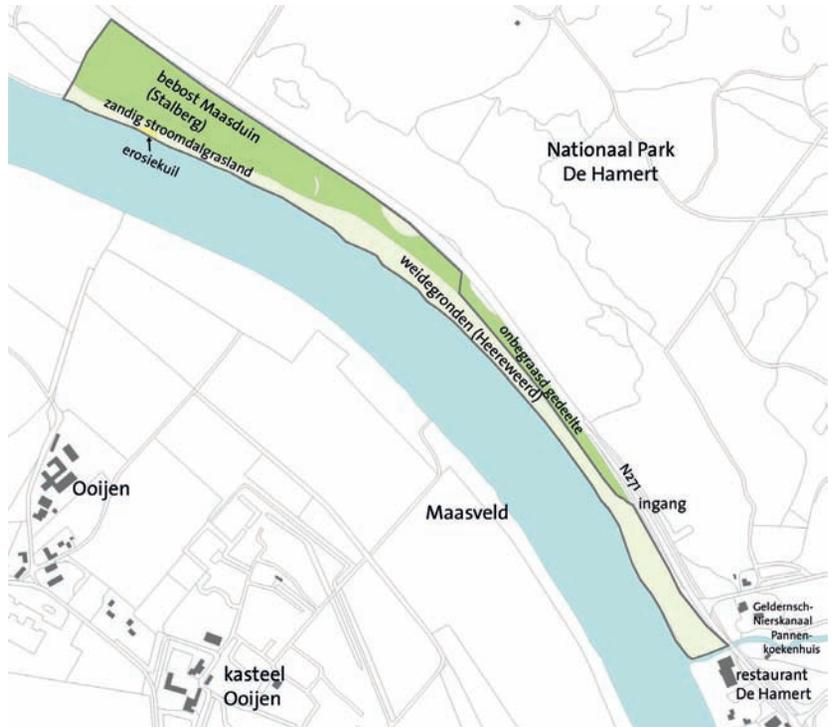 bebost Maasduin
(Stalberg)
zandig stroomdalgrasland
erosiekuil
Nationaal Park
De Hamert
weidegronden (Heereweerd)
onbegraasd gedeelte
N271
ingang
Ooijen
Maasveld
kasteel
Ooijen
Geldernsch-
Nierskanaal
Pannen-
koekenhuis
restaurant
De Hamert